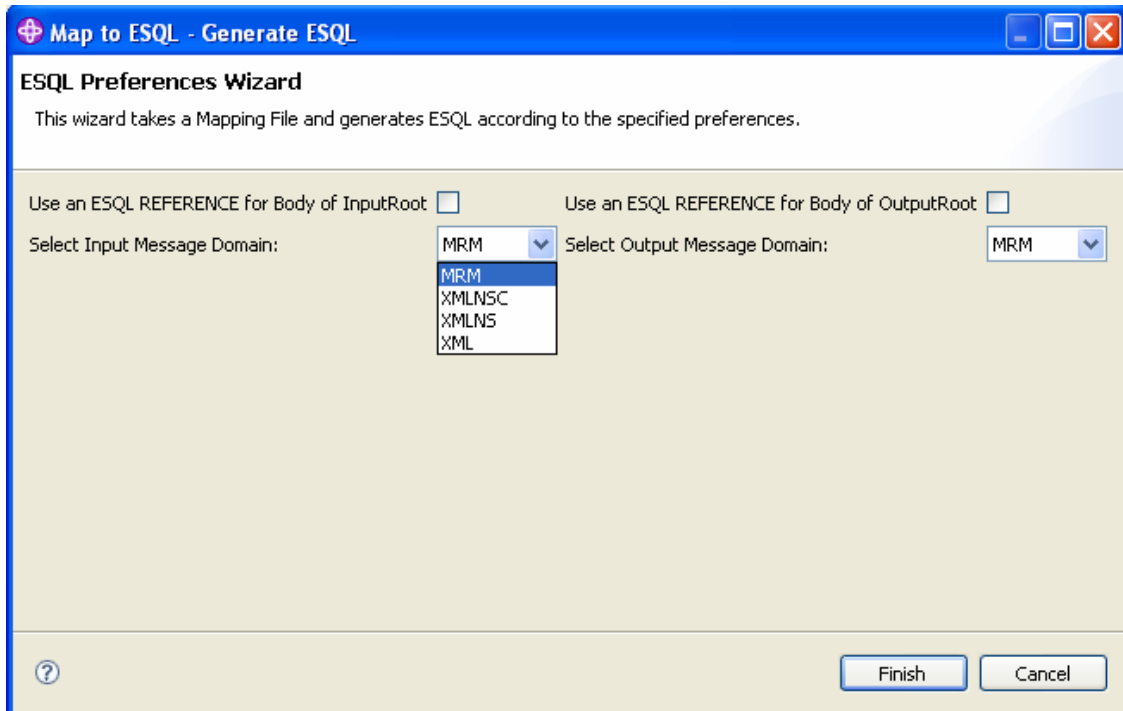 Map to ESQL - Generate ESQL
ESQL Preferences Wizard
This wizard takes a Mapping File and generates ESQL according to the specified preferences.
Use an ESQL REFERENCE for Body of InputRoot
Use an ESQL REFERENCE for Body of OutputRoot
Select Input Message Domain:
MRM
Select Output Message Domain:
MRM
MRM
XMLNSC
XMLNS
XML
?
Finish
Cancel